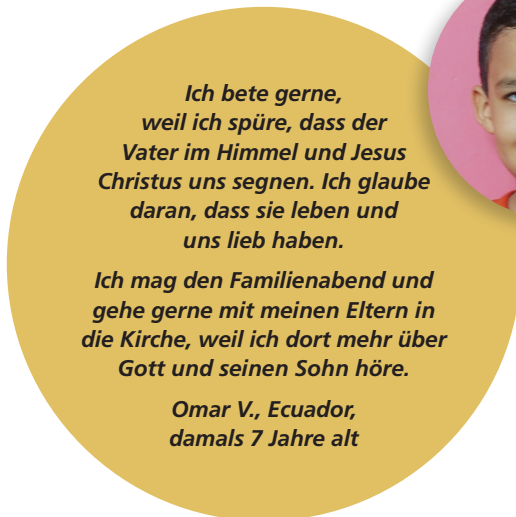 Ich bete gerne,
weil ich spüre, dass der
Vater im Himmel und Jesus
Christus uns segnen. Ich glaube
daran, dass sie leben und
uns lieb haben.
Ich mag den Familienabend und
gehe gerne mit meinen Eltern in
die Kirche, weil ich dort mehr über
Gott und seinen Sohn höre.
Omar V., Ecuador,
damals 7 Jahre alt